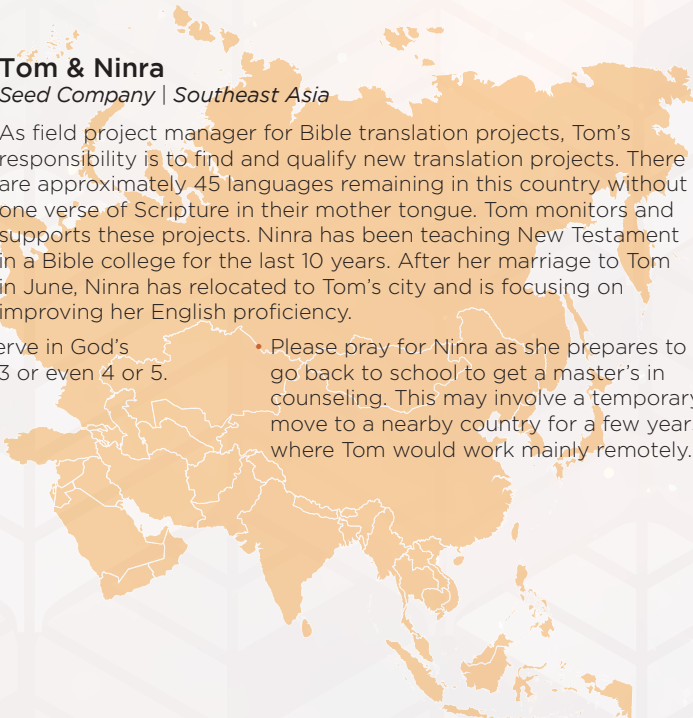 Tom & Ninra
Seed Company | Southeast Asia
As field project manager for Bible translation projects, Tom's
responsibility is to find and qualify new translation projects. There
are approximately 45 languages remaining in this country without
one verse of Scripture in their mother tongue. Tom monitors and
supports these projects. Ninra has been teaching New Testament
in a Bible college for the last 10 years. After her marriage to Tom
in June, Ninra has relocated to Tom's city and is focusing on
improving her English proficiency.
erve in God's
3 or even 4 or 5.
• Please pray for Ninra as she prepares to
go back to school to get a master's in
counseling. This may involve a temporary
move to a nearby country for a few year
where Tom would work mainly remotely.